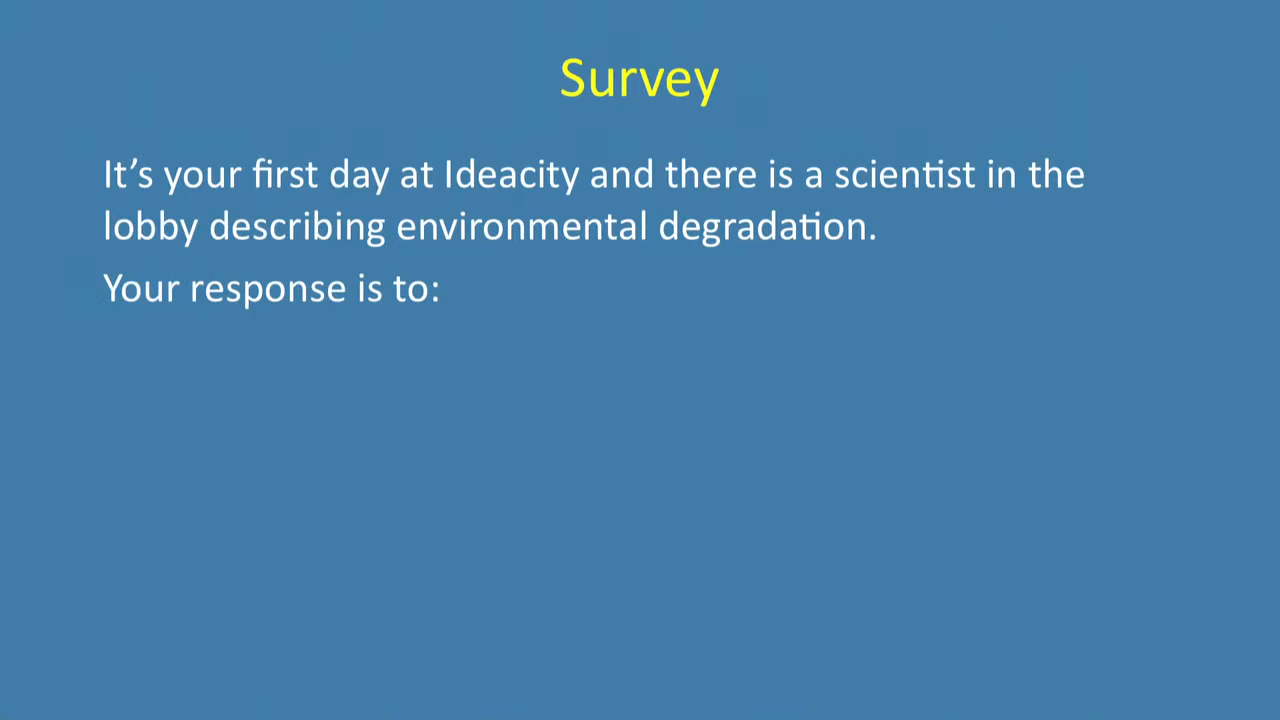 Survey
It’s your first day at Ideacity and there is a scientist in the
lobby describing environmental degradation.
Your response is to: